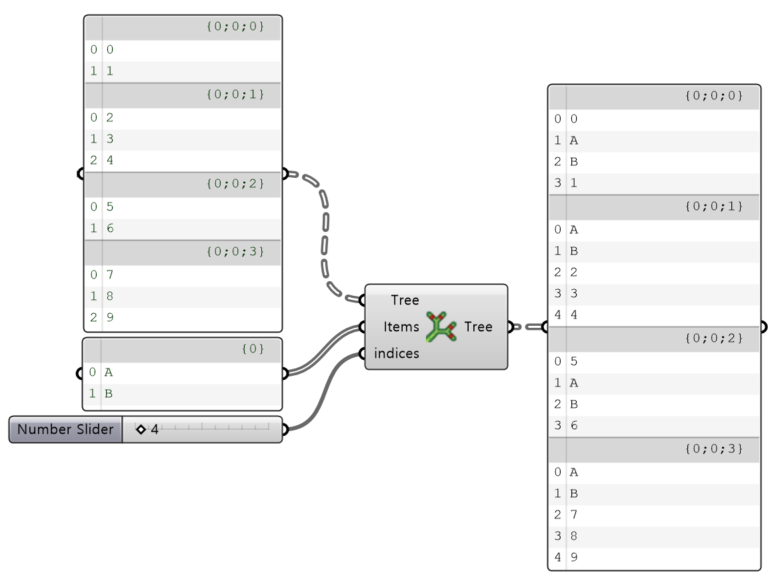 {0;0;0}
0 0
1 1
{0;0;1}
0 2
1 3
2 4
{0;0;2}
0 5
1 6
{0;0;3}
0 7
1 8
2 9
{0}
0 A
1 B
Number Slider 4
Tree
Items Tree
indices
{0;0;0}
0 0
1 A
2 B
3 1
{0;0;1}
0 A
1 B
2 2
3 3
4 4
{0;0;2}
0 5
1 A
2 B
3 6
{0;0;3}
0 A
1 B
2 7
3 8
4 9